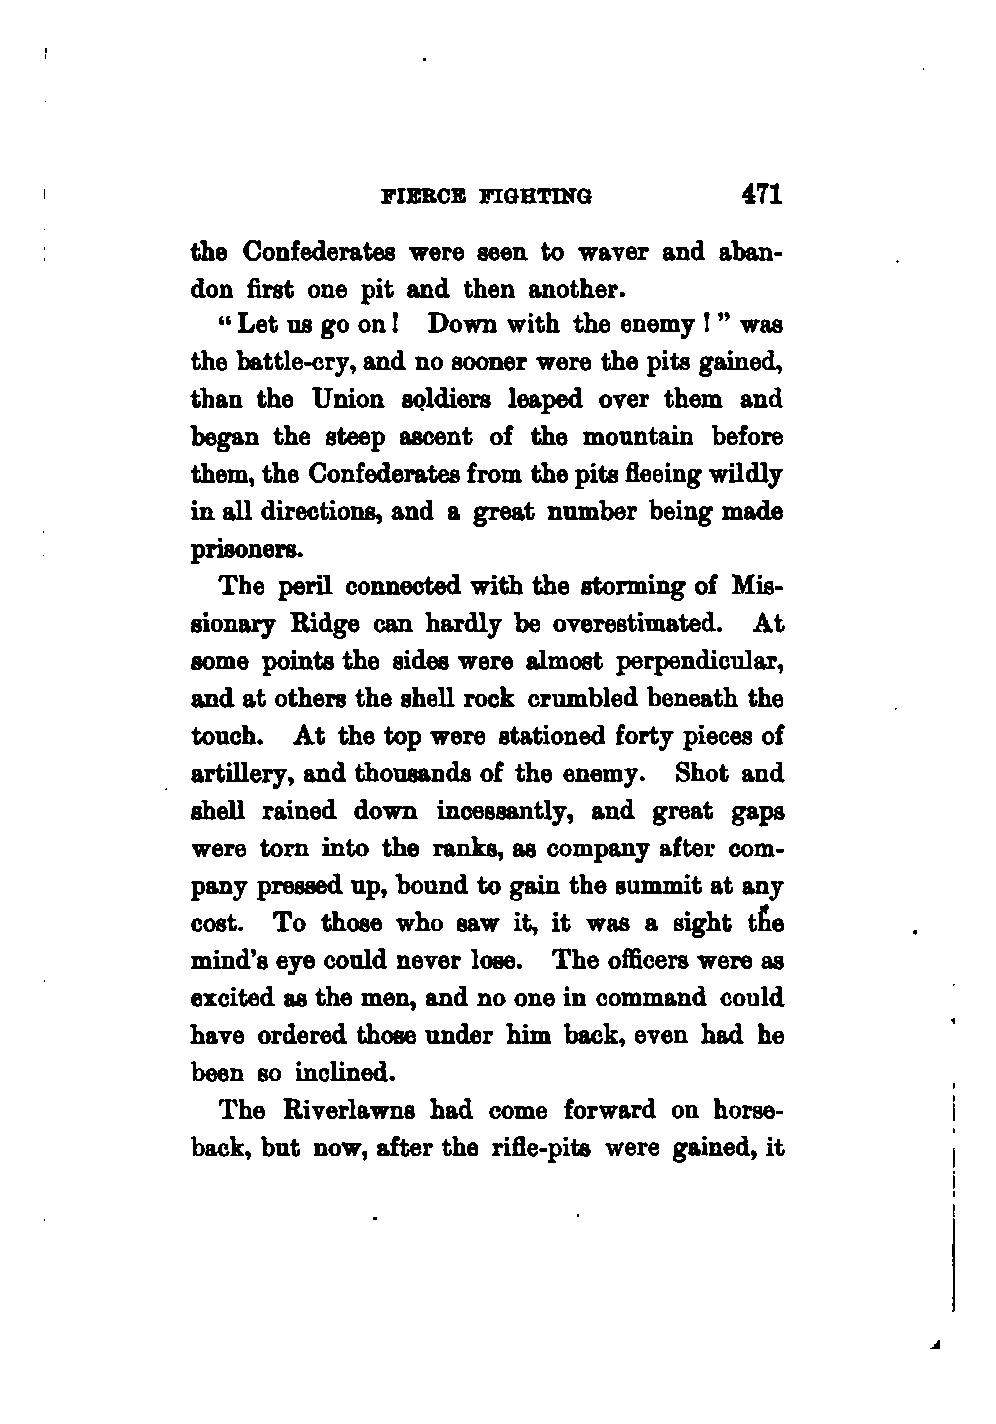 FIERCE FIGHTING 471
the Confederates were seen to waver and aban-
don first one pit and then another.
“Let us go on! Down with the enemy!” was
the battle-cry, and no sooner were the pits gained,
than the Union soldiers leaped over them and
began the steep ascent of the mountain before
them, the Confederates from the pits fleeing wildly
in all directions, and a great number being made
prisoners.
The peril connected with the storming of Mis-
sionary Ridge can hardly be overestimated. At
some points the sides were almost perpendicular,
and at others the shell rock crumbled beneath the
touch. At the top were stationed forty pieces of
artillery, and thousands of the enemy. Shot and
shell rained down incessantly, and great gaps
were torn into the ranks, as company after com-
pany pressed up, bound to gain the summit at any
cost. To those who saw it, it was a sight the
mind’s eye could never lose. The officers were as
excited as the men, and no one in command could
have ordered those under him back, even had he
been so inclined.
The Riverlawns had come forward on horse-
back, but now, after the rifle-pits were gained, it